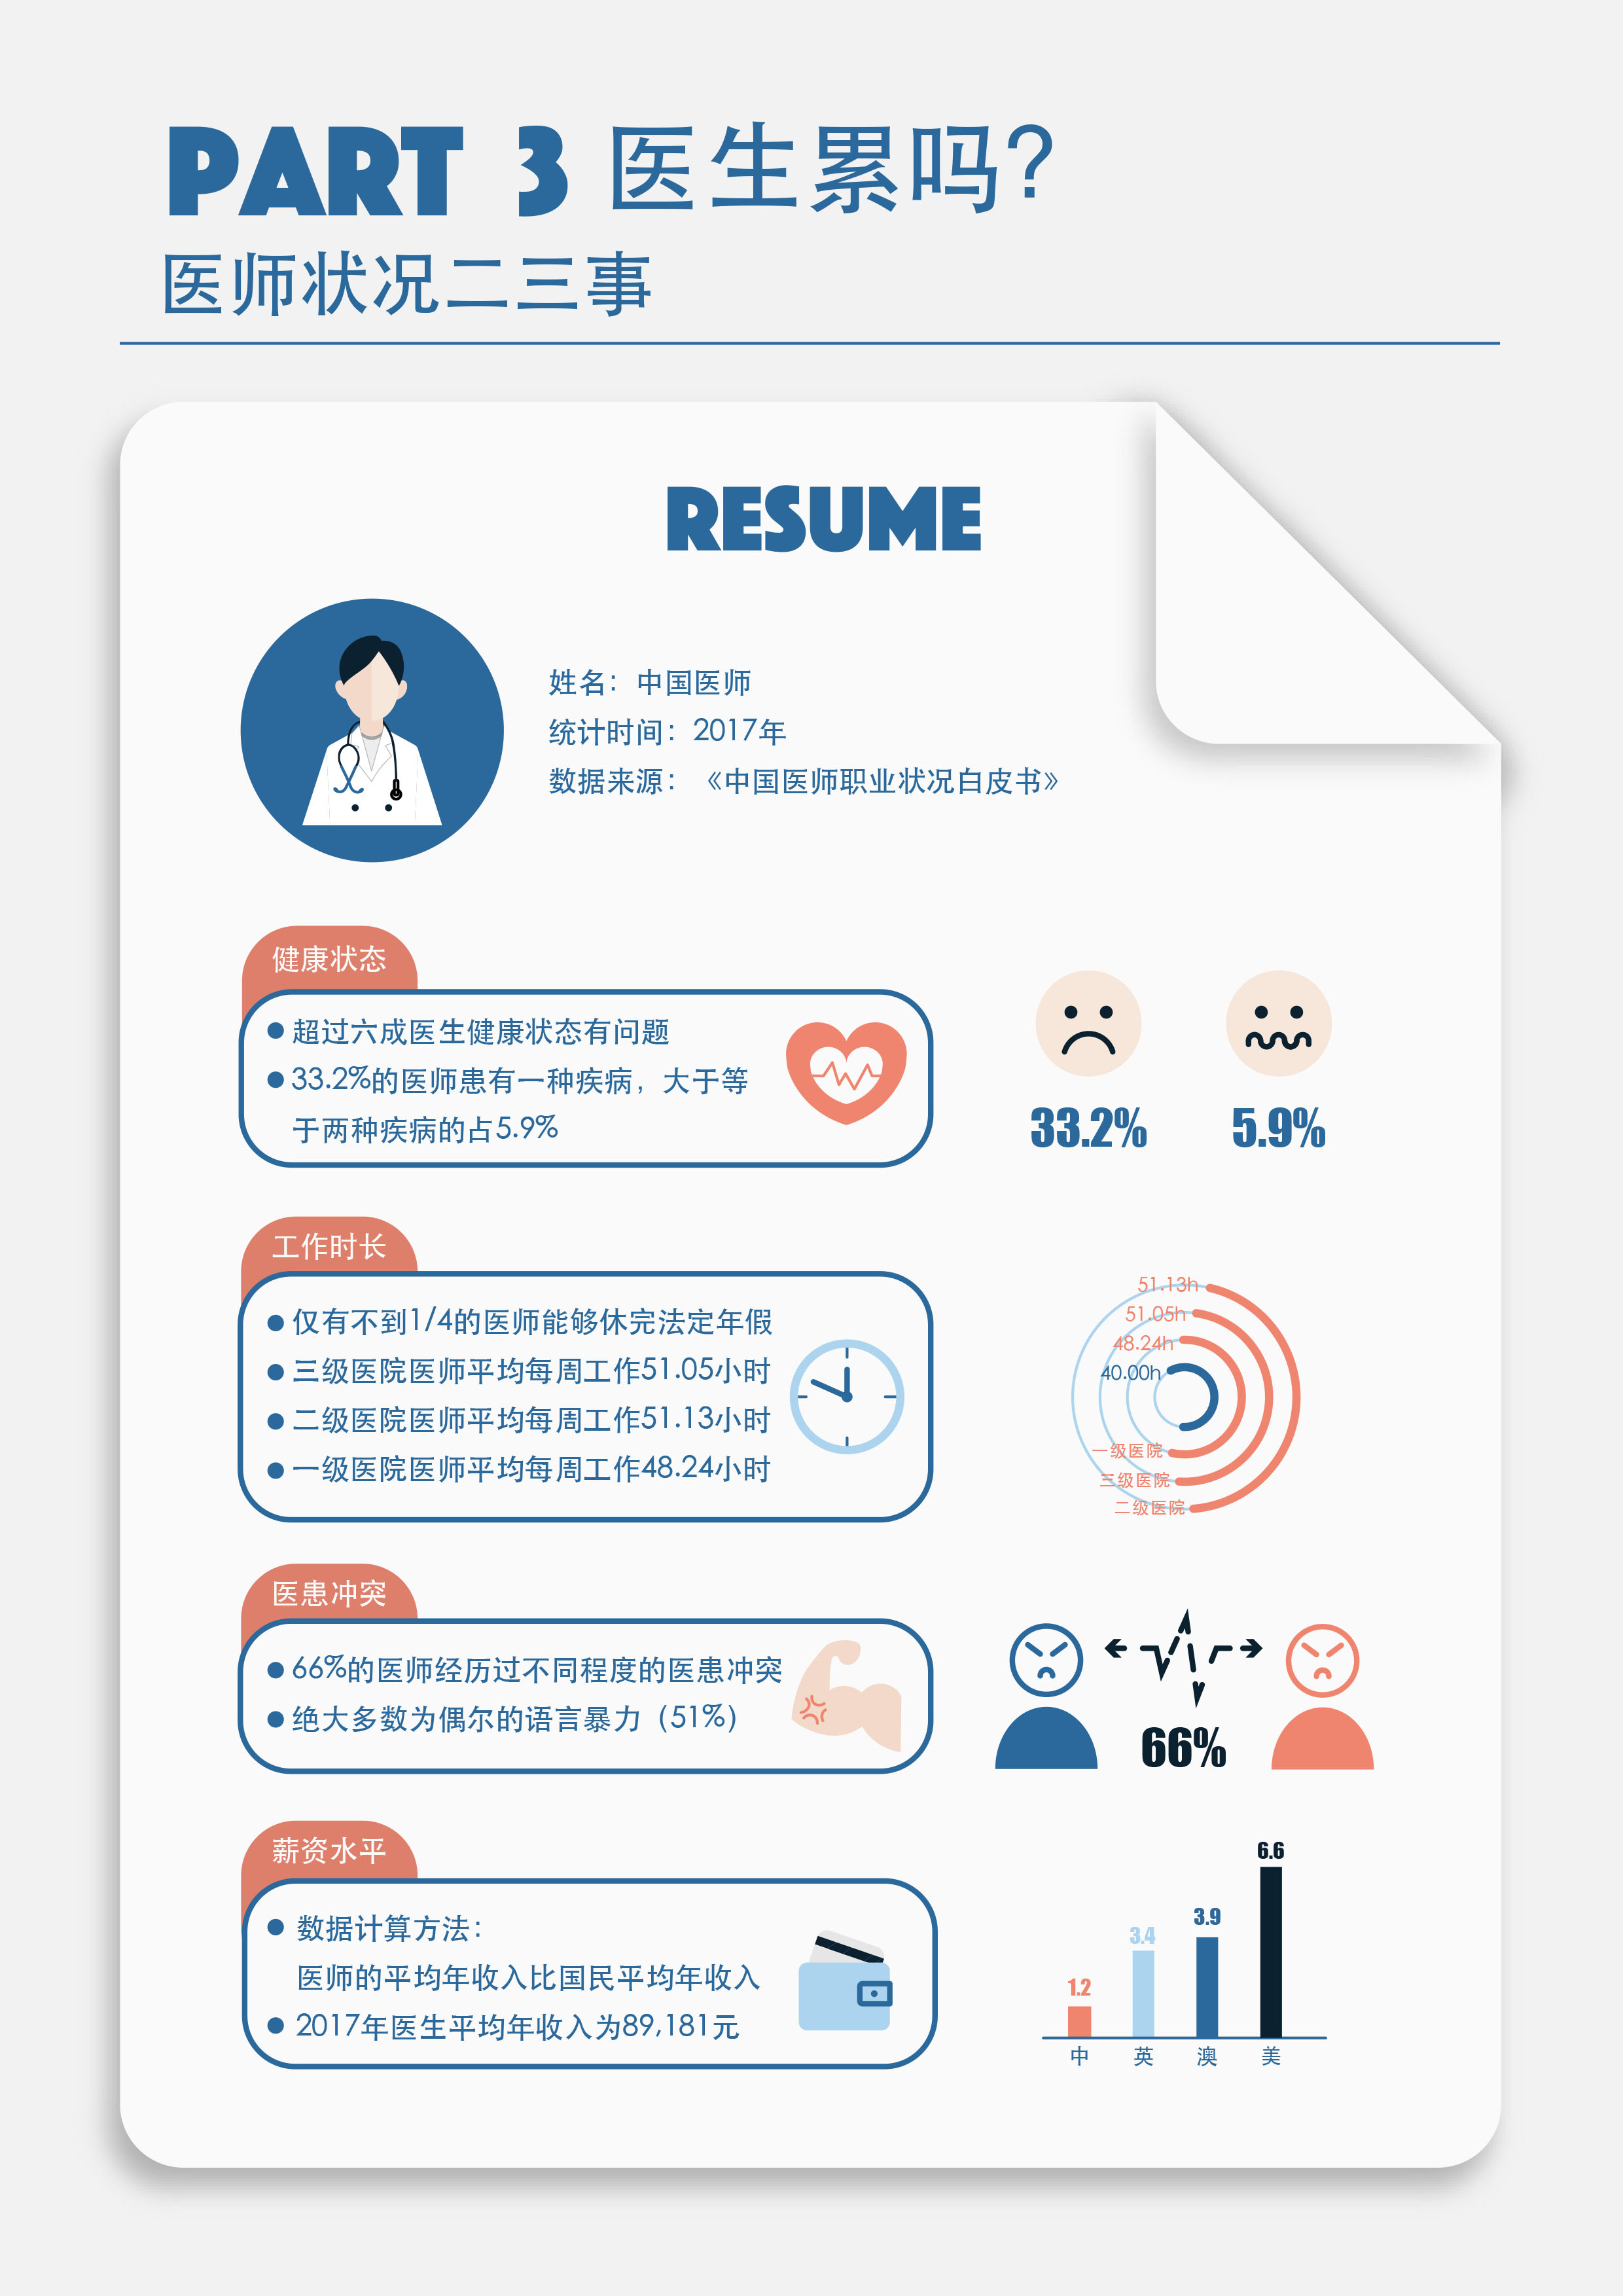 PART 3 医生累吗?
医师状况二三事
RESUME
姓名：中国医师
统计时间：2017年
数据来源：《中国医师职业状况白皮书》
健康状态
超过六成医生健康状态有问题
33.2%的医师患有一种疾病，大于等
于两种疾病的占5.9%
33.2%
5.9%
工作时长
仅有不到1/4的医师能够休完法定年假
三级医院医师平均每周工作51.05小时
二级医院医师平均每周工作51.13小时
一级医院医师平均每周工作48.24小时
51.13h
51.05h
48.24h
40.00h
一级医院
三级医院
二级医院
医患冲突
66%的医师经历过不同程度的医患冲突
绝大多数为偶尔的语言暴力（51%）
66%
薪资水平
数据计算方法：
医师的平均年收入比国民平均年收入
2017年医生平均年收入为89,181元
1.2
3.4
3.9
6.6
中
英
澳
美